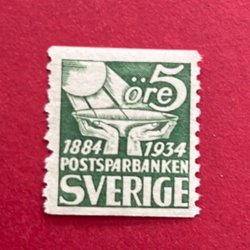 öre 5
1884 1934
POSTSPARBANKEN
SVERIGE